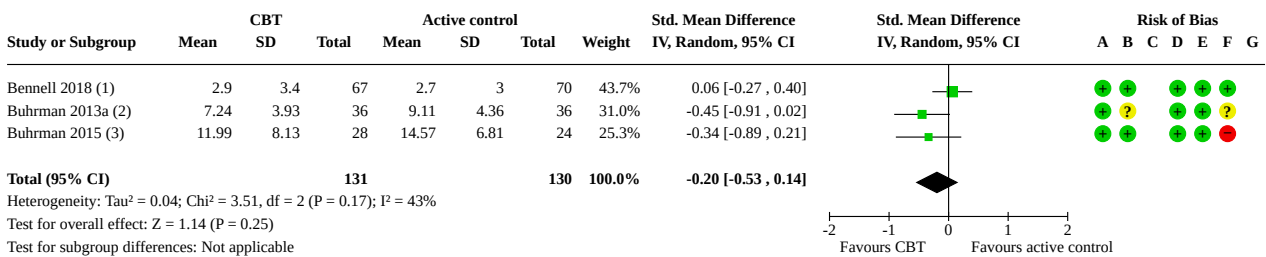 CBT Active control Std. Mean Difference Std. Mean Difference Risk of Bias
Study or Subgroup Mean SD Total Mean SD Total Weight IV, Random, 95% CI IV, Random, 95% CI A B C D E F G
Bennell 2018 (1) 2.9 3.4 67 2.7 3 70 43.7% 0.06 [-0.27 , 0.40] + + + + +
Buhrman 2013a (2) 7.24 3.93 36 9.11 4.36 36 31.0% -0.45 [-0.91 , 0.02] + ? + + ?
Buhrman 2015 (3) 11.99 8.13 28 14.57 6.81 24 25.3% -0.34 [-0.89 , 0.21] + + + + −
Total (95% CI) 131 130 100.0% -0.20 [-0.53 , 0.14]
Heterogeneity: Tau² = 0.04; Chi² = 3.51, df = 2 (P = 0.17); I² = 43%
Test for overall effect: Z = 1.14 (P = 0.25)
Test for subgroup differences: Not applicable
-2 -1 0 1 2
Favours CBT Favours active control